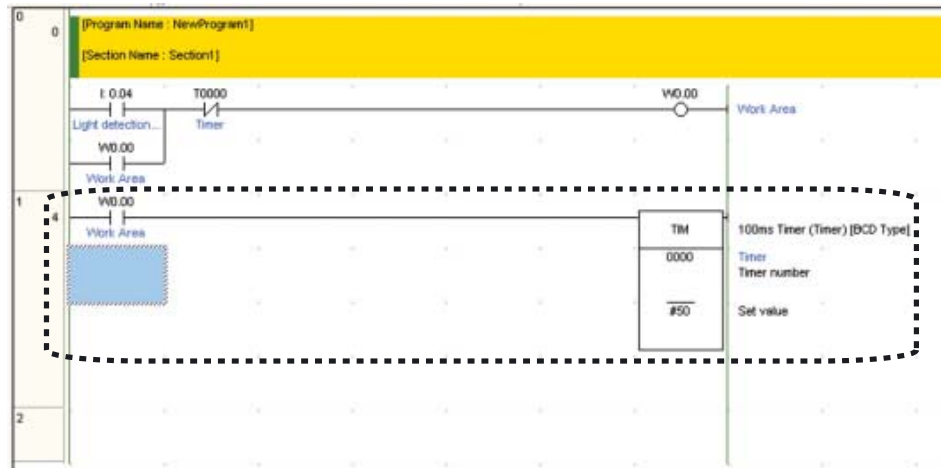 0
0
[Program Name : NewProgram1]
[Section Name : Section1]
I: 0.04 T0000 W0.00
Light detection... Timer Work Area
W0.00
Work Area
1
4
W0.00
Work Area
TIM 100ms Timer (Timer) [BCD Type]
0000 Timer
Timer number
#50 Set value
2